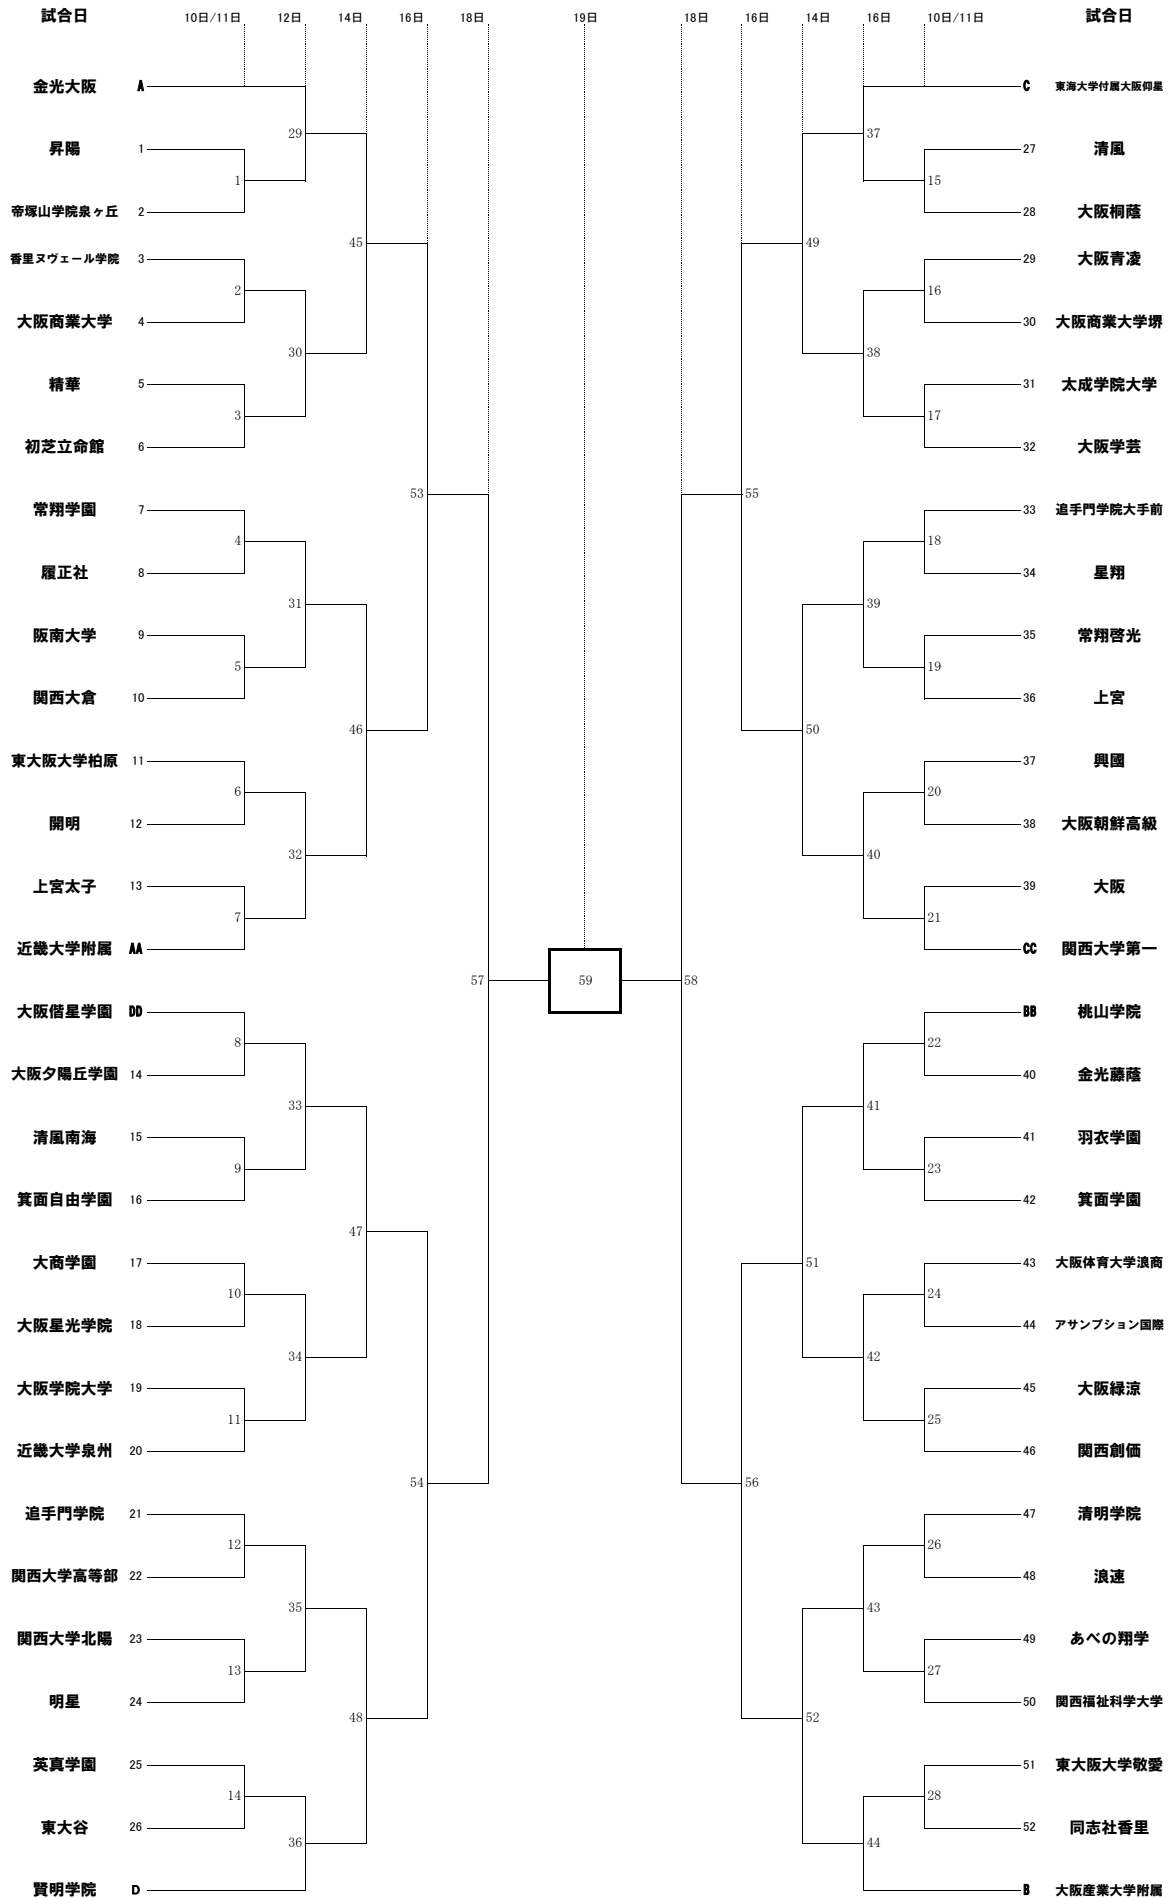 試合日 10日/11日 12日 14日 16日 18日 19日 18日 16日 14日 16日 10日/11日 試合日
金光大阪 A C 東海大学付属大阪仰星
29 37
昇陽 1 27 清風
1 15
帝塚山学院泉ヶ丘 2 28 大阪桐蔭
45 49
香里ヌヴェール学院 3 29 大阪青凌
2 16
大阪商業大学 4 30 大阪商業大学堺
30 38
精華 5 31 太成学院大学
3 17
初芝立命館 6 32 大阪学芸
53 55
常翔学園 7 33 追手門学院大手前
4 18
履正社 8 34 星翔
31 39
阪南大学 9 35 常翔啓光
5 19
関西大倉 10 36 上宮
46 50
東大阪大学柏原 11 37 興國
6 20
開明 12 38 大阪朝鮮高級
32 40
上宮太子 13 39 大阪
7 21
近畿大学附属 AA CC 関西大学第一
57 59 58
大阪偕星学園 DD BB 桃山学院
8 22
大阪夕陽丘学園 14 40 金光藤蔭
33 41
清風南海 15 41 羽衣学園
9 23
箕面自由学園 16 42 箕面学園
47
大商学園 17 51 43 大阪体育大学浪商
10 24
大阪星光学院 18 44 アサンプション国際
34 42
大阪学院大学 19 45 大阪緑涼
11 25
近畿大学泉州 20 46 関西創価
54 56
追手門学院 21 47 清明学院
12 26
関西大学高等部 22 48 浪速
35 43
関西大学北陽 23 49 あべの翔学
13 27
明星 24 50 関西福祉科学大学
48 52
英真学園 25 51 東大阪大学敬愛
14 28
東大谷 26 52 同志社香里
36 44
賢明学院 D B 大阪産業大学附属